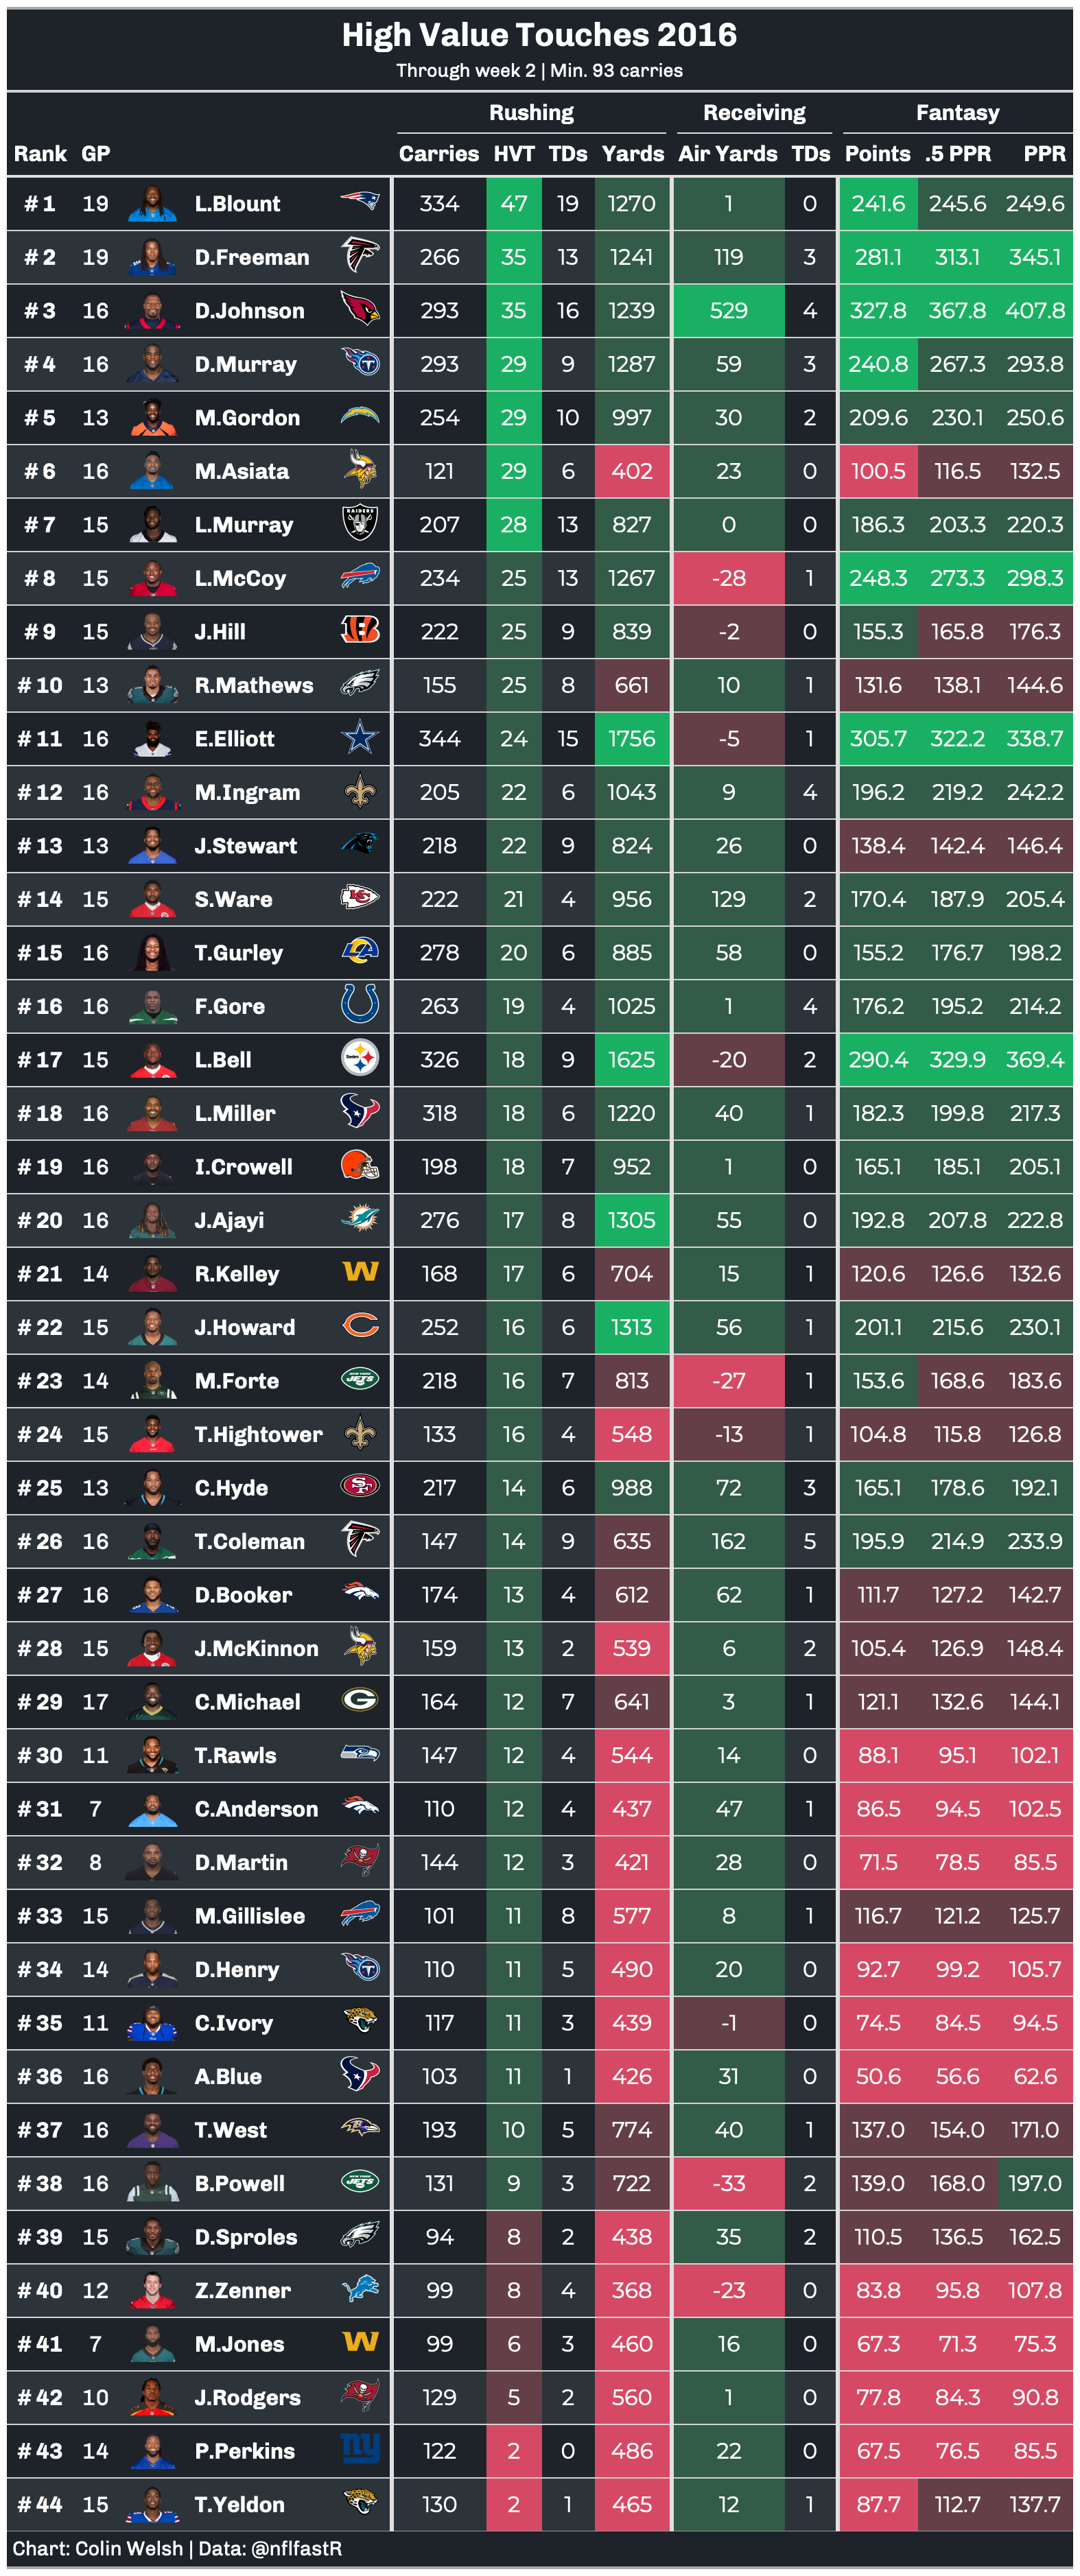 High Value Touches 2016
Through week 2 | Min. 93 carries
Rushing Receiving Fantasy
Rank GP Carries HVT TDs Yards Air Yards TDs Points .5 PPR PPR
# 1 19 L.Blount 334 47 19 1270 1 0 241.6 245.6 249.6
# 2 19 D.Freeman 266 35 13 1241 119 3 281.1 313.1 345.1
# 3 16 D.Johnson 293 35 16 1239 529 4 327.8 367.8 407.8
# 4 16 D.Murray 293 29 9 1287 59 3 240.8 267.3 293.8
# 5 13 M.Gordon 254 29 10 997 30 2 209.6 230.1 250.6
# 6 16 M.Asiata 121 29 6 402 23 0 100.5 116.5 132.5
# 7 15 L.Murray RAIDERS 207 28 13 827 0 0 186.3 203.3 220.3
# 8 15 L.McCoy 234 25 13 1267 -28 1 248.3 273.3 298.3
# 9 15 J.Hill 222 25 9 839 -2 0 155.3 165.8 176.3
# 10 13 R.Mathews 155 25 8 661 10 1 131.6 138.1 144.6
# 11 16 E.Elliott 344 24 15 1756 -5 1 305.7 322.2 338.7
# 12 16 M.Ingram 205 22 6 1043 9 4 196.2 219.2 242.2
# 13 13 J.Stewart 218 22 9 824 26 0 138.4 142.4 146.4
# 14 15 S.Ware KC 222 21 4 956 129 2 170.4 187.9 205.4
# 15 16 T.Gurley LA 278 20 6 885 58 0 155.2 176.7 198.2
# 16 16 F.Gore 263 19 4 1025 1 4 176.2 195.2 214.2
# 17 15 L.Bell Steelers 326 18 9 1625 -20 2 290.4 329.9 369.4
# 18 16 L.Miller 318 18 6 1220 40 1 182.3 199.8 217.3
# 19 16 I.Crowell 198 18 7 952 1 0 165.1 185.1 205.1
# 20 16 J.Ajayi 276 17 8 1305 55 0 192.8 207.8 222.8
# 21 14 R.Kelley W 168 17 6 704 15 1 120.6 126.6 132.6
# 22 15 J.Howard C 252 16 6 1313 56 1 201.1 215.6 230.1
# 23 14 M.Forte JETS 218 16 7 813 -27 1 153.6 168.6 183.6
# 24 15 T.Hightower 133 16 4 548 -13 1 104.8 115.8 126.8
# 25 13 C.Hyde SF 217 14 6 988 72 3 165.1 178.6 192.1
# 26 16 T.Coleman 147 14 9 635 162 5 195.9 214.9 233.9
# 27 16 D.Booker 174 13 4 612 62 1 111.7 127.2 142.7
# 28 15 J.McKinnon 159 13 2 539 6 2 105.4 126.9 148.4
# 29 17 C.Michael G 164 12 7 641 3 1 121.1 132.6 144.1
# 30 11 T.Rawls 147 12 4 544 14 0 88.1 95.1 102.1
# 31 7 C.Anderson 110 12 4 437 47 1 86.5 94.5 102.5
# 32 8 D.Martin 144 12 3 421 28 0 71.5 78.5 85.5
# 33 15 M.Gillislee 101 11 8 577 8 1 116.7 121.2 125.7
# 34 14 D.Henry 110 11 5 490 20 0 92.7 99.2 105.7
# 35 11 C.Ivory 117 11 3 439 -1 0 74.5 84.5 94.5
# 36 16 A.Blue 103 11 1 426 31 0 50.6 56.6 62.6
# 37 16 T.West 193 10 5 774 40 1 137.0 154.0 171.0
# 38 16 B.Powell JETS 131 9 3 722 -33 2 139.0 168.0 197.0
# 39 15 D.Sproles 94 8 2 438 35 2 110.5 136.5 162.5
# 40 12 Z.Zenner 99 8 4 368 -23 0 83.8 95.8 107.8
# 41 7 M.Jones W 99 6 3 460 16 0 67.3 71.3 75.3
# 42 10 J.Rodgers 129 5 2 560 1 0 77.8 84.3 90.8
# 43 14 P.Perkins ny 122 2 0 486 22 0 67.5 76.5 85.5
# 44 15 T.Yeldon 130 2 1 465 12 1 87.7 112.7 137.7
Chart: Colin Welsh | Data: @nflfastR